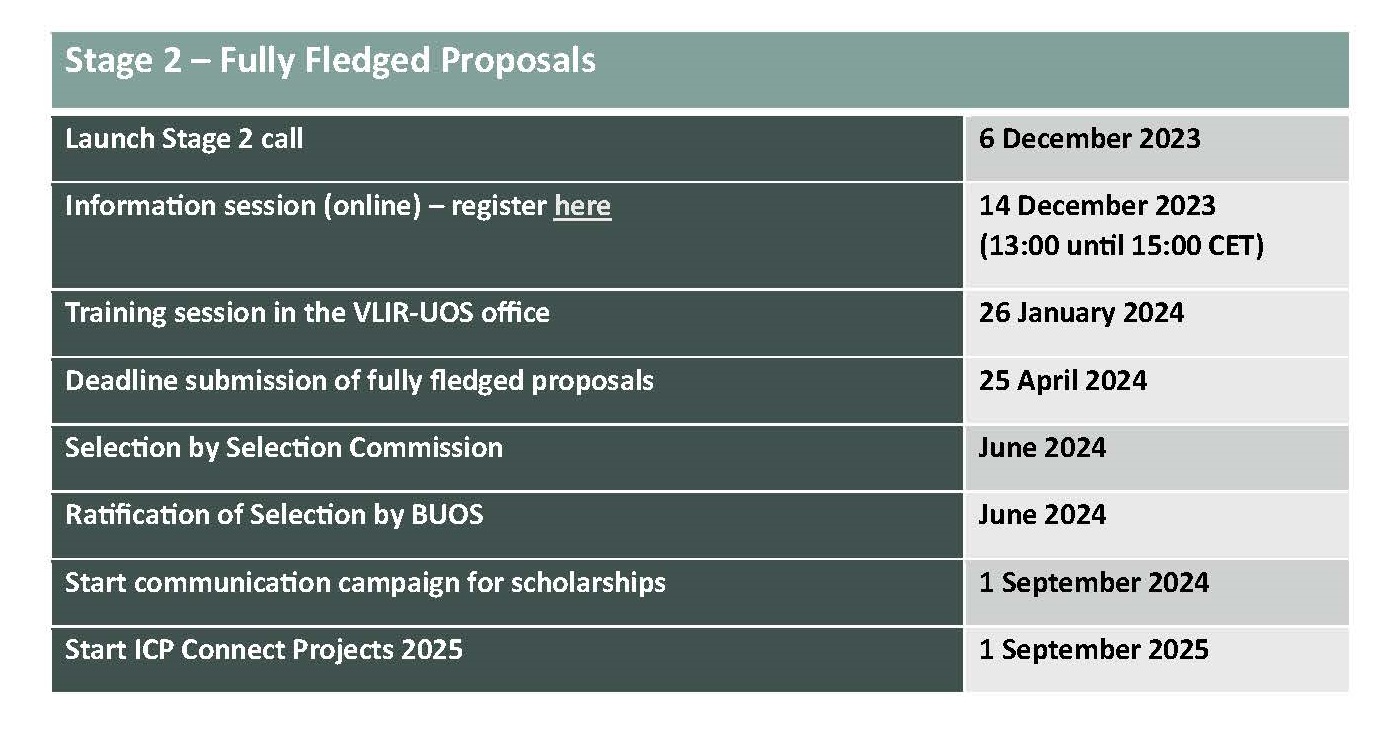 Stage 2 – Fully Fledged Proposals
Launch Stage 2 call
6 December 2023
Information session (online) – register here
14 December 2023
(13:00 until 15:00 CET)
Training session in the VLIR-UOS office
26 January 2024
Deadline submission of fully fledged proposals
25 April 2024
Selection by Selection Commission
June 2024
Ratification of Selection by BUOS
June 2024
Start communication campaign for scholarships
1 September 2024
Start ICP Connect Projects 2025
1 September 2025